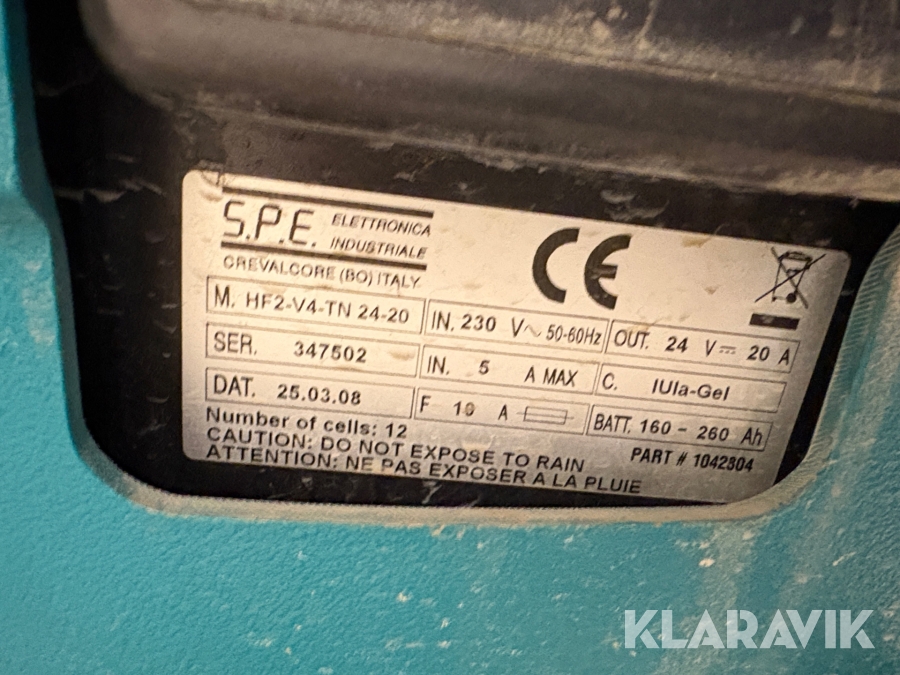 S.P.E. ELETTRONICA INDUSTRIALE
CREVALCORE (BO) ITALY
CE
M. HF2-V4-TN 24-20
IN. 230 V~ 50-60Hz
OUT. 24 V⎓ 20 A
SER. 347502
IN. 5 A MAX
C. IUIa-Gel
DAT. 25.03.08
F 10 A
BATT. 160 - 260 Ah
Number of cells: 12
PART # 1042804
CAUTION: DO NOT EXPOSE TO RAIN
ATTENTION: NE PAS EXPOSER A LA PLUIE
KLARAVIK